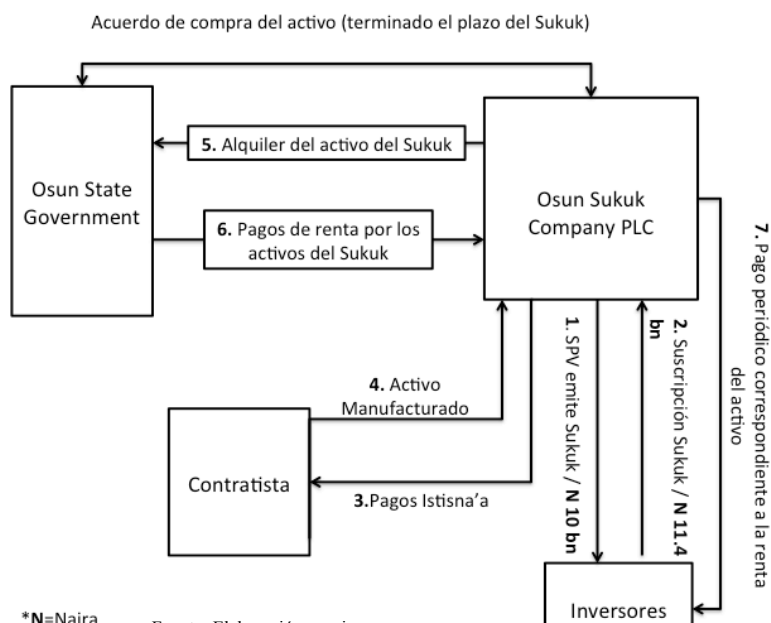 Acuerdo de compra del activo (terminado el plazo del Sukuk)
Osun State
Government
5. Alquiler del activo del Sukuk
6. Pagos de renta por los
activos del Sukuk
Osun Sukuk
Company PLC
7. Pago periódico correspondiente a la renta
del activo
1. SPV emite Sukuk / N 10 bn
2. Suscripción Sukuk / N 11.4
bn
4. Activo
Manufacturado
Contratista
3.Pagos Istisna’a
Inversores
*N=Naira